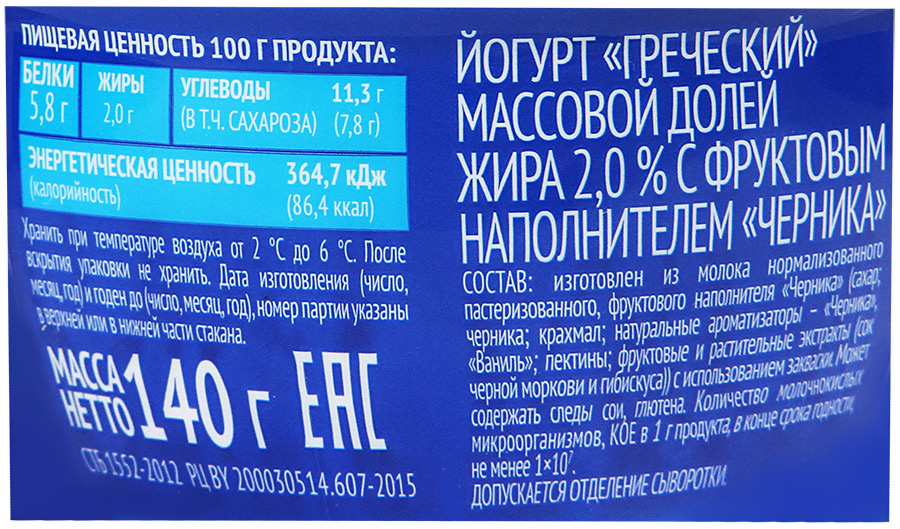 ПИЩЕВАЯ ЦЕННОСТЬ 100 Г ПРОДУКТА:
БЕЛКИ
5,8 г
ЖИРЫ
2,0 г
УГЛЕВОДЫ 11,3 г
(В Т.Ч. САХАРОЗА) (7,8 г)
ЭНЕРГЕТИЧЕСКАЯ ЦЕННОСТЬ 364,7 кДж
(калорийность) (86,4 ккал)
Хранить при температуре воздуха от 2 °С до 6 °С. После
вскрытия упаковки не хранить. Дата изготовления (число,
месяц, год) и годен до (число, месяц, год), номер партии указаны
в верхней или в нижней части стакана.
МАССА
НЕТТО 140 г ЕАС
СТБ 1552-2012 РЦ BY 200030514.607-2015
ЙОГУРТ «ГРЕЧЕСКИЙ»
МАССОВОЙ ДОЛЕЙ
ЖИРА 2,0 % С ФРУКТОВЫМ
НАПОЛНИТЕЛЕМ «ЧЕРНИКА»
СОСТАВ: изготовлен из молока нормализованного
пастеризованного, фруктового наполнителя «Черника» (сахар;
черника; крахмал; натуральные ароматизаторы – «Черника»,
«Ваниль»; пектины; фруктовые и растительные экстракты (сок
черной моркови и гибискуса)) с использованием закваски. Может
содержать следы сои, глютена. Количество молочнокислых
микроорганизмов, КОЕ в 1 г продукта, в конце срока годности,
не менее 1×10⁷.
ДОПУСКАЕТСЯ ОТДЕЛЕНИЕ СЫВОРОТКИ.